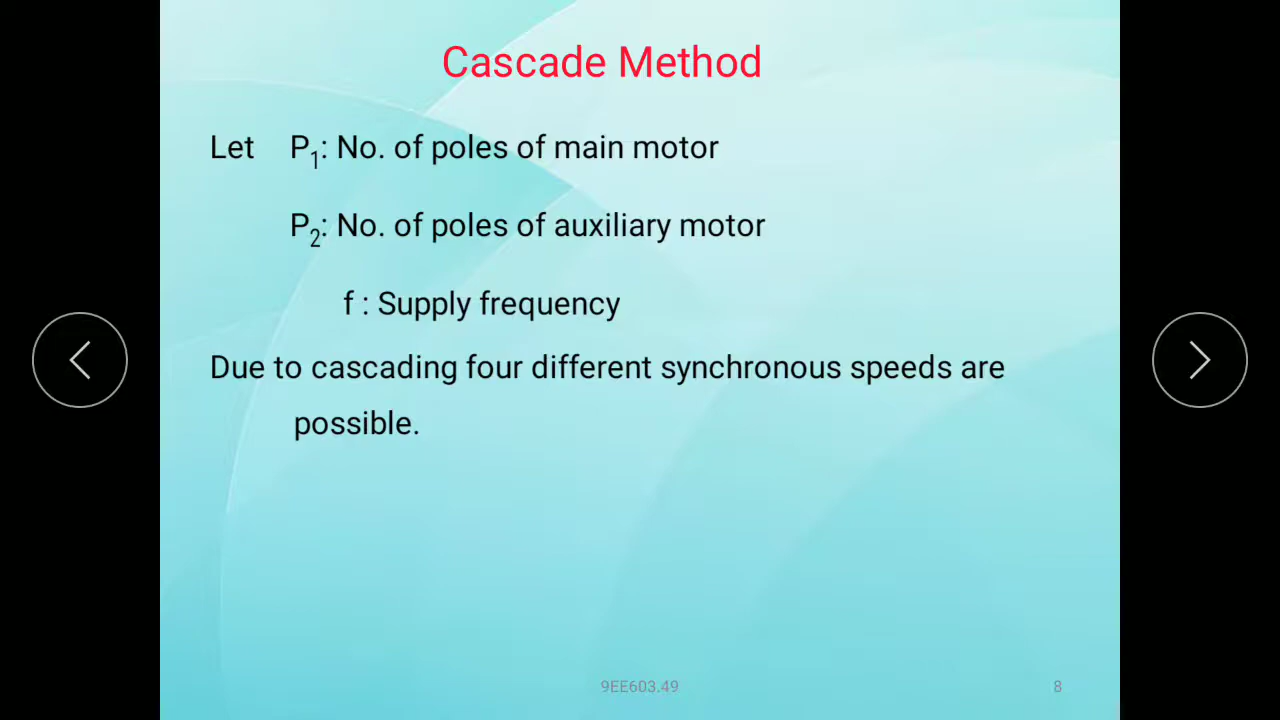 Cascade Method
Let P₁: No. of poles of main motor
P₂: No. of poles of auxiliary motor
f : Supply frequency
Due to cascading four different synchronous speeds are
possible.
9EE603.49 8